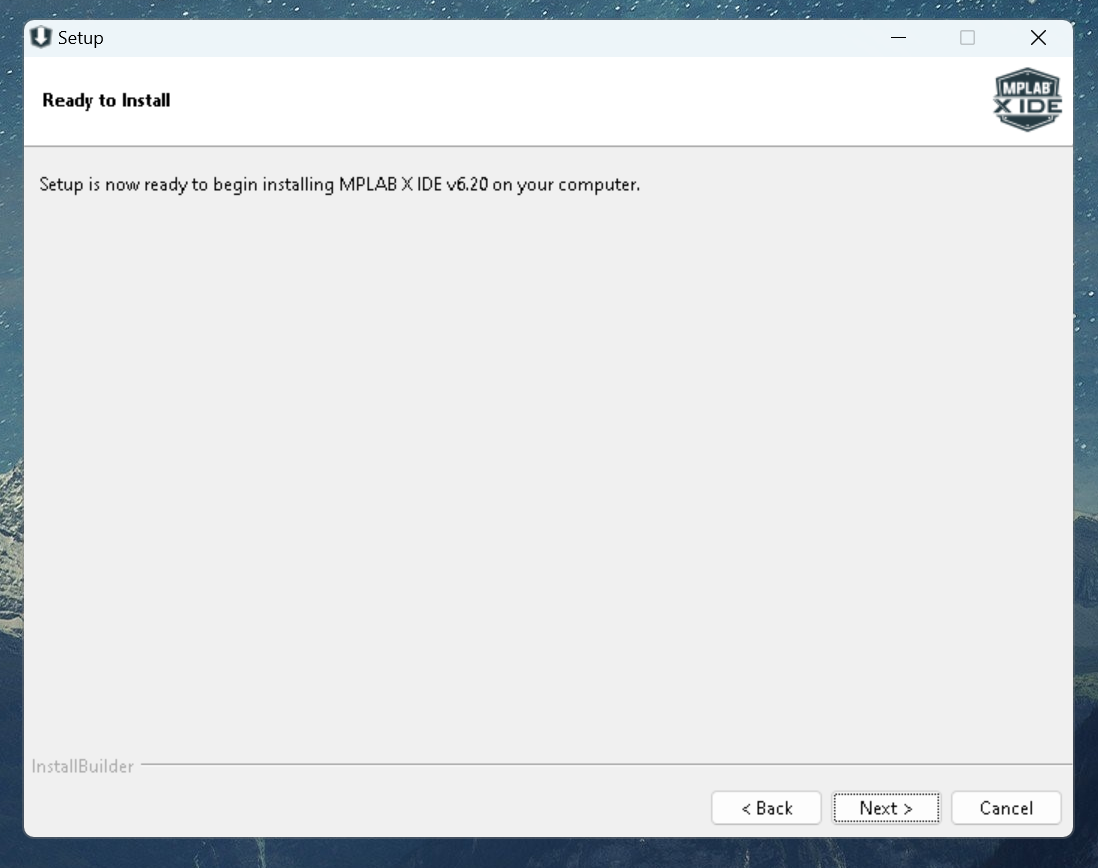 Setup
Ready to Install
MPLAB
X IDE
Setup is now ready to begin installing MPLAB X IDE v6.20 on your computer.
InstallBuilder
< Back
Next >
Cancel